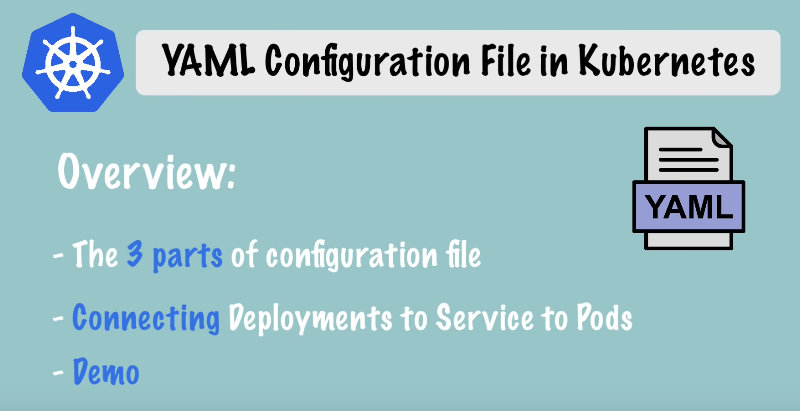 YAML Configuration File in Kubernetes
Overview:
YAML
- The 3 parts of configuration file
- Connecting Deployments to Service to Pods
- Demo